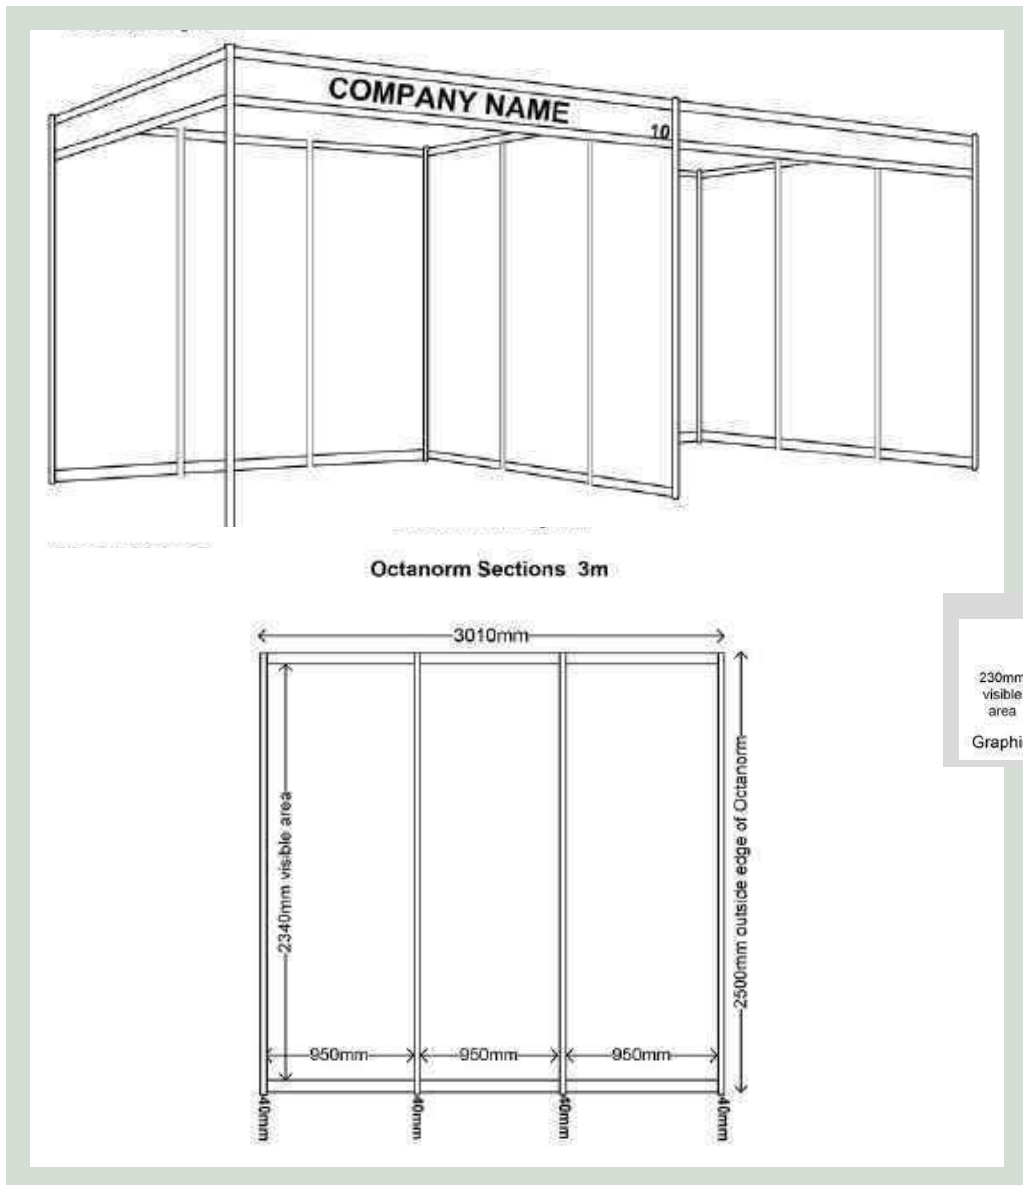 COMPANY NAME
10
Octanorm Sections 3m
3010mm
2340mm visible area
2500mm outside edge of Octanorm
950mm 950mm 950mm
40mm 40mm 40mm 40mm
230mm
visible
area
Graphi